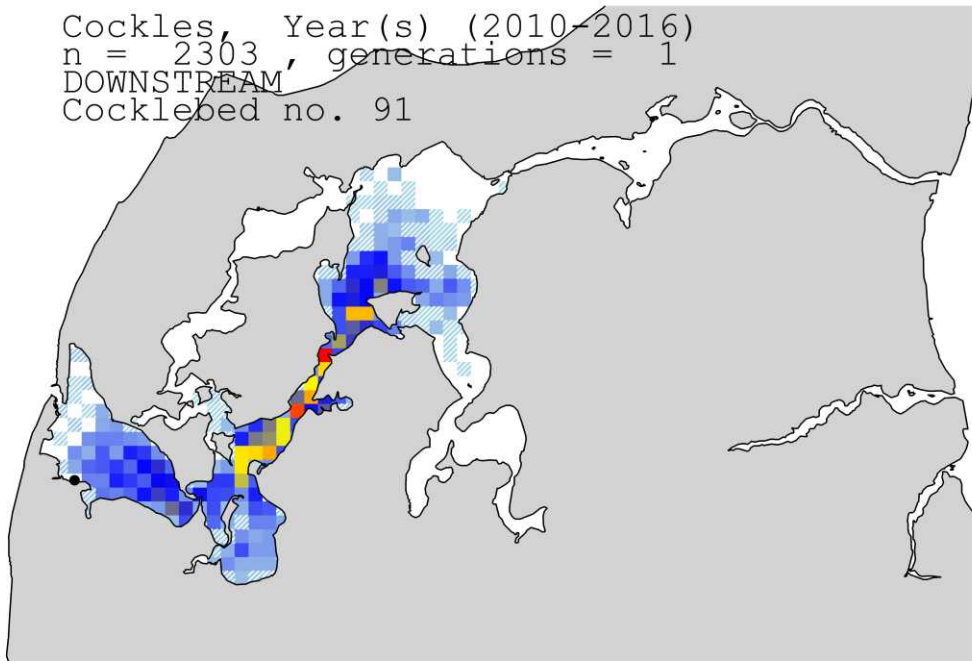 Cockles, Year(s) (2010-2016)
n = 2303 , generations = 1
DOWNSTREAM
Cocklebed no. 91